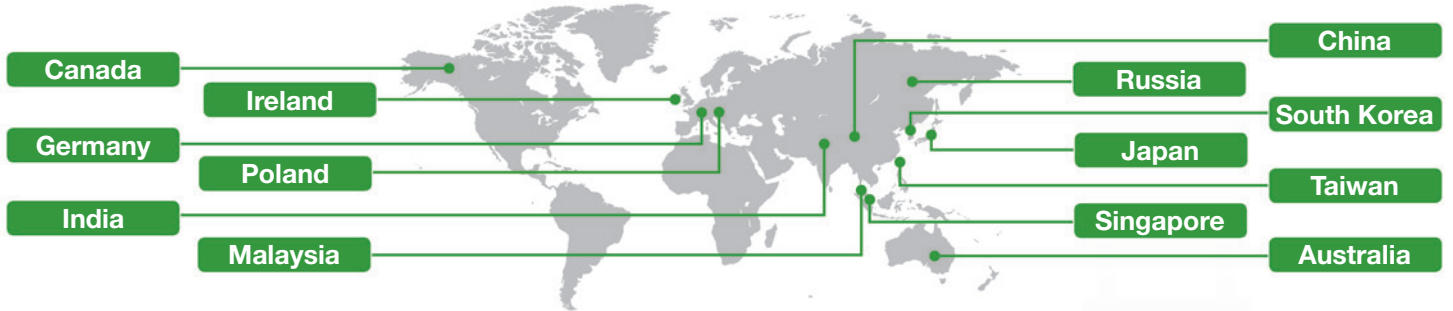 Canada
Ireland
Germany
Poland
India
Malaysia
China
Russia
South Korea
Japan
Taiwan
Singapore
Australia